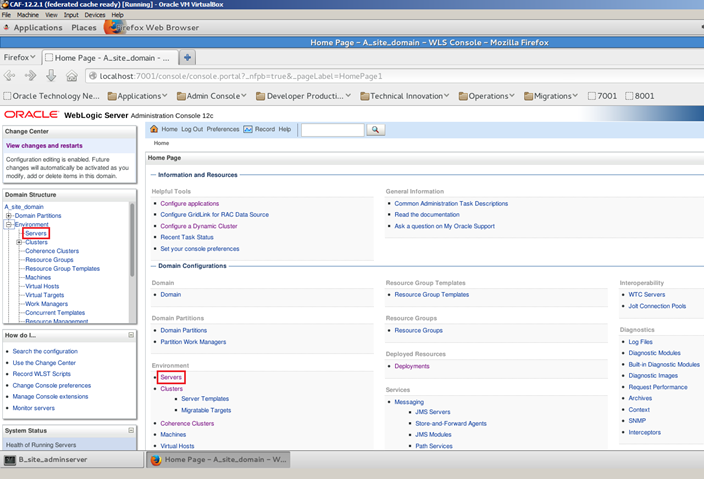 CAF-12.2.1 (federated cache ready) [Running] - Oracle VM VirtualBox
File Machine View Input Devices Help
Applications Places Firefox Web Browser
Home Page - A_site_domain - WLS Console - Mozilla Firefox
Firefox Home Page - A_site_domain - ...
localhost:7001/console/console.portal?_nfpb=true&_pageLabel=HomePage1
Oracle Technology Ne... Applications Admin Console Developer Producti... Technical Innovation Operations Migrations 7001 8001
ORACLE WebLogic Server Administration Console 12c
Change Center
View changes and restarts
Configuration editing is enabled. Future
changes will automatically be activated as you
modify, add or delete items in this domain.
Domain Structure
A_site_domain
Domain Partitions
Environment
Servers
Clusters
Coherence Clusters
Resource Groups
Resource Group Templates
Machines
Virtual Hosts
Virtual Targets
Work Managers
Concurrent Templates
Resource Management
How do I...
Search the configuration
Use the Change Center
Record WLST Scripts
Change Console preferences
Manage Console extensions
Monitor servers
System Status
Health of Running Servers
Home Log Out Preferences Record Help
Home
Home Page
Information and Resources
Helpful Tools
Configure applications
Configure GridLink for RAC Data Source
Configure a Dynamic Cluster
Recent Task Status
Set your console preferences
General Information
Common Administration Task Descriptions
Read the documentation
Ask a question on My Oracle Support
Domain Configurations
Domain
Domain
Domain Partitions
Domain Partitions
Partition Work Managers
Environment
Servers
Clusters
Server Templates
Migratable Targets
Coherence Clusters
Machines
Virtual Hosts
Resource Group Templates
Resource Group Templates
Resource Groups
Resource Groups
Deployed Resources
Deployments
Services
Messaging
JMS Servers
Store-and-Forward Agents
JMS Modules
Path Services
Interoperability
WTC Servers
Jolt Connection Pools
Diagnostics
Log Files
Diagnostic Modules
Built-in Diagnostic Modules
Diagnostic Images
Request Performance
Archives
Context
SNMP
Interceptors
B_site_adminserver Home Page - A_site_domain - W...